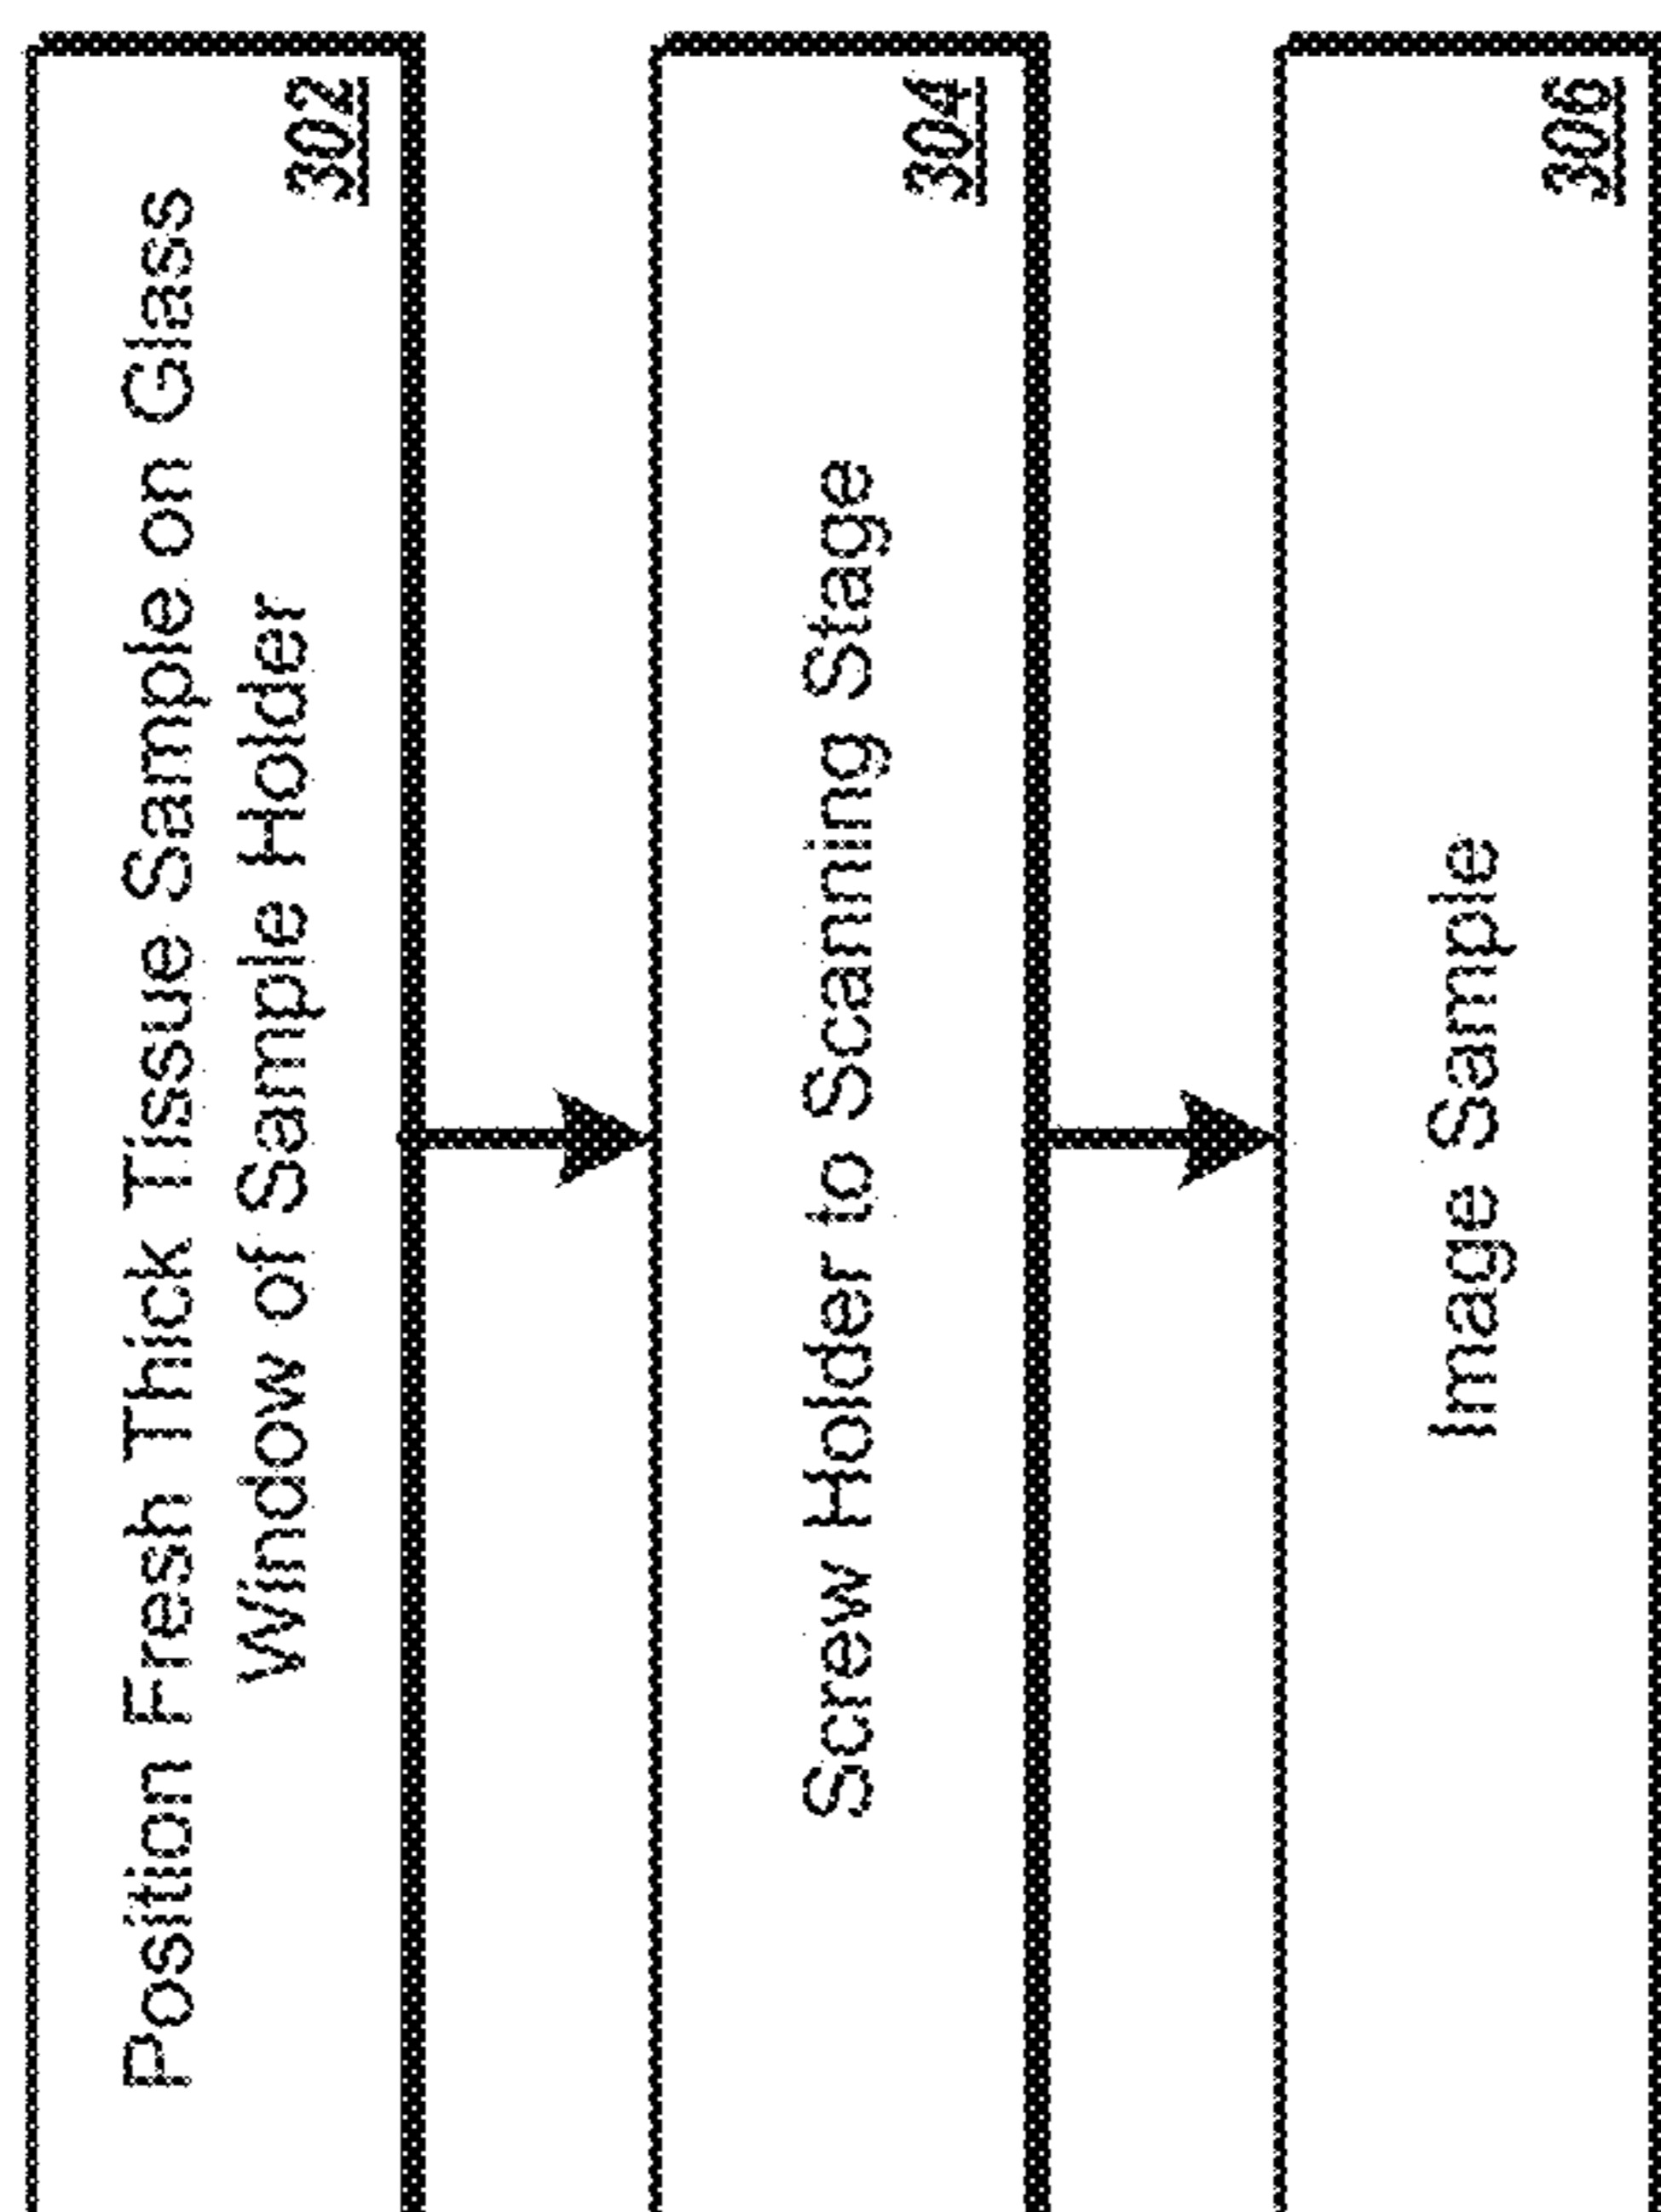 Position Fresh Thick Tissue Sample on Glass
Window of Sample Holder
302
Screw Holder to Scanning Stage
304
Image Sample
306